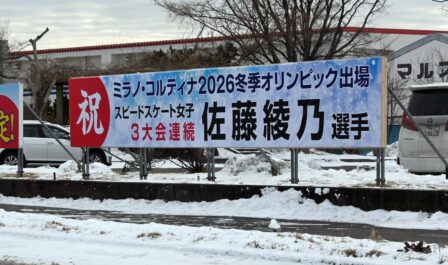 祝
ミラノ・コルティナ2026冬季オリンピック出場
スピードスケート女子
3大会連続
佐藤綾乃選手
定!
マルマ